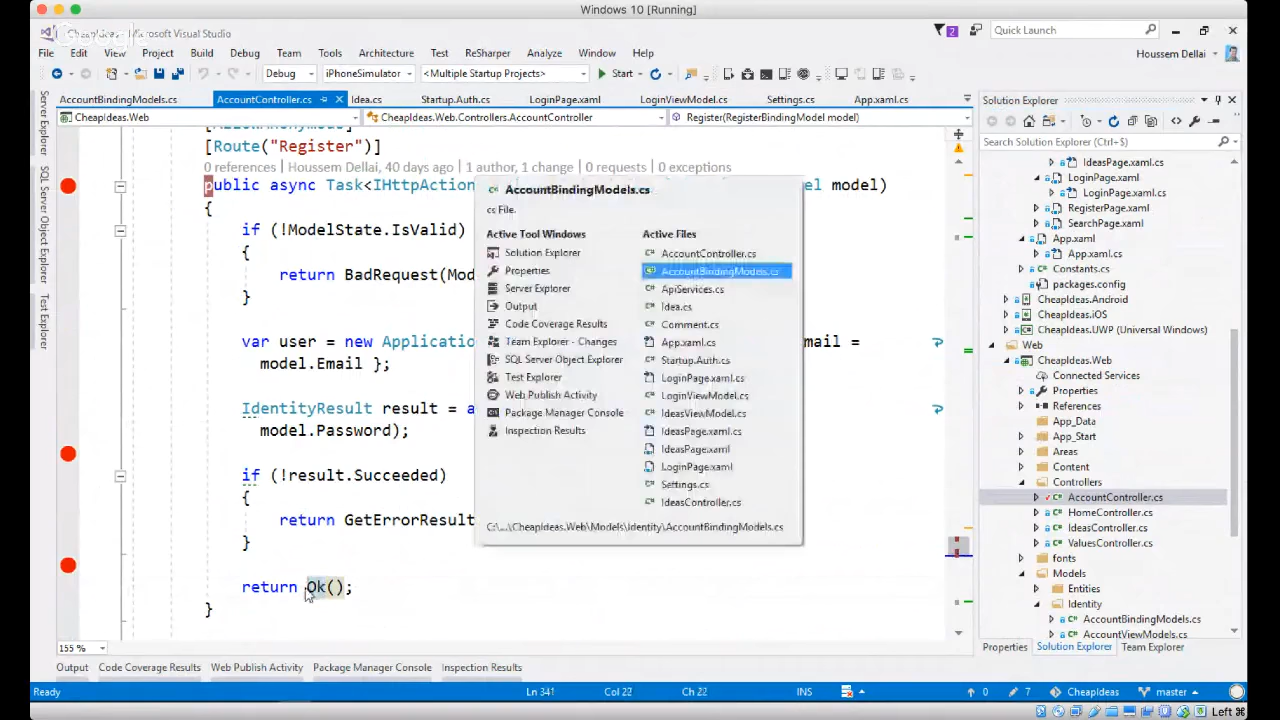 Windows 10 [Running]
Google
Microsoft Visual Studio
2
Quick Launch
File Edit View Project Build Debug Team Tools Architecture Test ReSharper Analyze Window Help
Houssem Dellai
Debug iPhoneSimulator <Multiple Startup Projects> Start
AccountBindingModels.cs AccountController.cs Idea.cs Startup.Auth.cs LoginPage.xaml LoginViewModel.cs Settings.cs App.xaml.cs
CheapIdeas.Web CheapIdeas.Web.Controllers.AccountController Register(RegisterBindingModel model)
Server Explorer
SQL Server Object Explorer
Test Explorer
[Route("Register")]
0 references | Houssem Dellai, 40 days ago | 1 author, 1 change | 0 requests | 0 exceptions
public async Task<IHttpAction
el model)
{
if (!ModelState.IsValid)
{
return BadRequest(Mod
}
var user = new Applicatio
mail =
model.Email };
IdentityResult result = a
model.Password);
if (!result.Succeeded)
{
return GetErrorResult
}
return Ok();
}
AccountBindingModels.cs
cs File
Active Tool Windows
Solution Explorer
Properties
Server Explorer
Output
Code Coverage Results
Team Explorer - Changes
SQL Server Object Explorer
Test Explorer
Web Publish Activity
Package Manager Console
Inspection Results
Active Files
AccountController.cs
AccountBindingModels.cs
ApiServices.cs
Idea.cs
Comment.cs
App.xaml.cs
Startup.Auth.cs
LoginPage.xaml.cs
LoginViewModel.cs
IdeasViewModel.cs
IdeasPage.xaml.cs
IdeasPage.xaml
LoginPage.xaml
Settings.cs
IdeasController.cs
C:\...\CheapIdeas.Web\Models\Identity\AccountBindingModels.cs
Solution Explorer
Search Solution Explorer
IdeasPage.xaml.cs
LoginPage.xaml
LoginPage.xaml.cs
RegisterPage.xaml
SearchPage.xaml
App.xaml
App.xaml.cs
Constants.cs
packages.config
CheapIdeas.Android
CheapIdeas.iOS
CheapIdeas.UWP (Universal Windows)
Web
CheapIdeas.Web
Connected Services
Properties
References
App_Data
App_Start
Areas
Content
Controllers
AccountController.cs
HomeController.cs
IdeasController.cs
ValuesController.cs
fonts
Models
Entities
Identity
AccountBindingModels.cs
AccountViewModels.cs
155 %
Properties Solution Explorer Team Explorer
Output Code Coverage Results Web Publish Activity Package Manager Console Inspection Results
Ready Ln 341 Col 22 Ch 22 INS 0 7 CheapIdeas master
Left ⌘